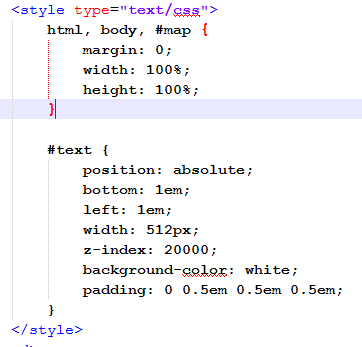 <style type="text/css">
html, body, #map {
margin: 0;
width: 100%;
height: 100%;
}
#text {
position: absolute;
bottom: 1em;
left: 1em;
width: 512px;
z-index: 20000;
background-color: white;
padding: 0 0.5em 0.5em 0.5em;
}
</style>